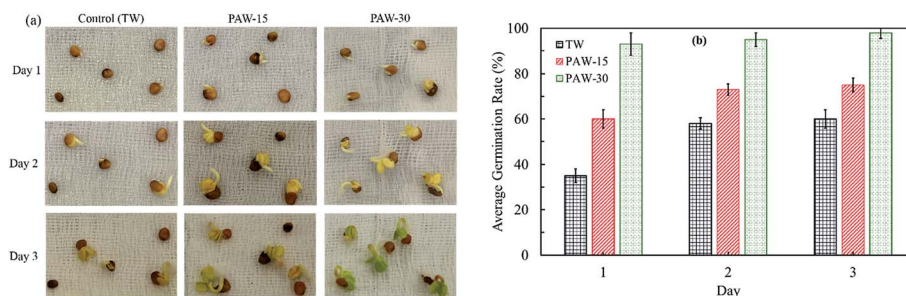 (a)
Control (TW) PAW-15 PAW-30
Day 1
Day 2
Day 3
(b)
TW
PAW-15
PAW-30
Average Germination Rate (%)
100
80
60
40
20
0
1 2 3
Day